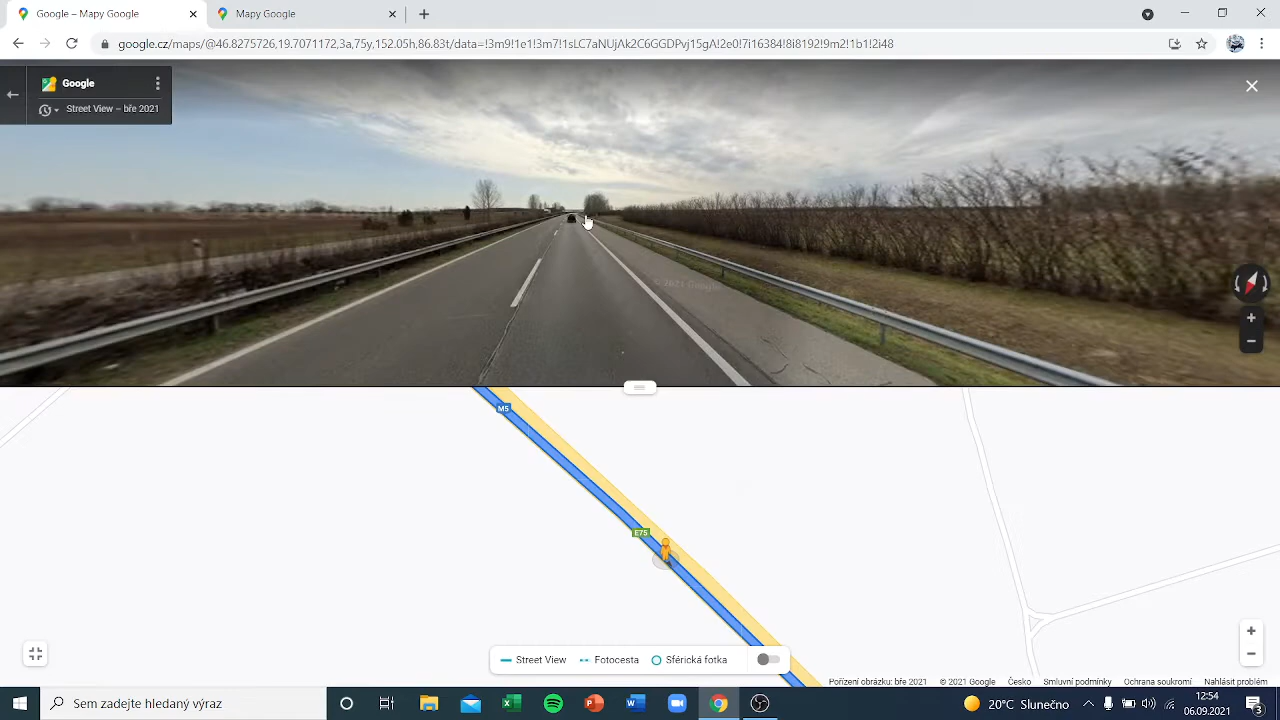 Google – Mapy Google
Mapy Google
google.cz/maps/@46.8275726,19.7071172,3a,75y,152.05h,86.83t/data=!3m9!1e1!3m7!1sLC7aNUjAk2C6GGDPvj15gA!2e0!7i16384!8i8192!9m2!1b1!2i48
Google
Street View – bře 2021
© 2021 Google
M5
E75
Street View
Fotocesta
Sférická fotka
Pořízení obrázku: bře 2021
© 2021 Google
Česko
Smluvní podmínky
Ochrana soukromí
Nahlásit problém
Sem zadejte hledaný výraz
20°C Slunečno
12:54
06.09.2021